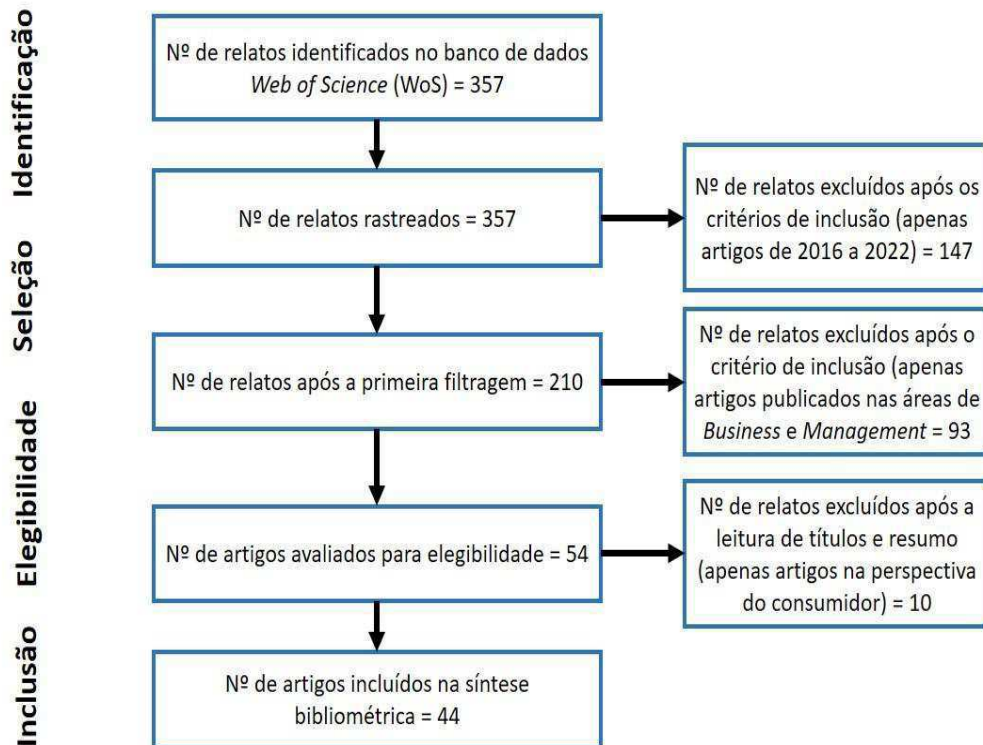 Identificação
Nº de relatos identificados no banco de dados
Web of Science (WoS) = 357
Seleção
Nº de relatos rastreados = 357
Nº de relatos excluídos após os
critérios de inclusão (apenas
artigos de 2016 a 2022) = 147
Nº de relatos após a primeira filtragem = 210
Nº de relatos excluídos após o
critério de inclusão (apenas
artigos publicados nas áreas de
Business e Management = 93
Elegibilidade
Nº de artigos avaliados para elegibilidade = 54
Nº de relatos excluídos após a
leitura de títulos e resumo
(apenas artigos na perspectiva
do consumidor) = 10
Inclusão
Nº de artigos incluídos na síntese
bibliométrica = 44